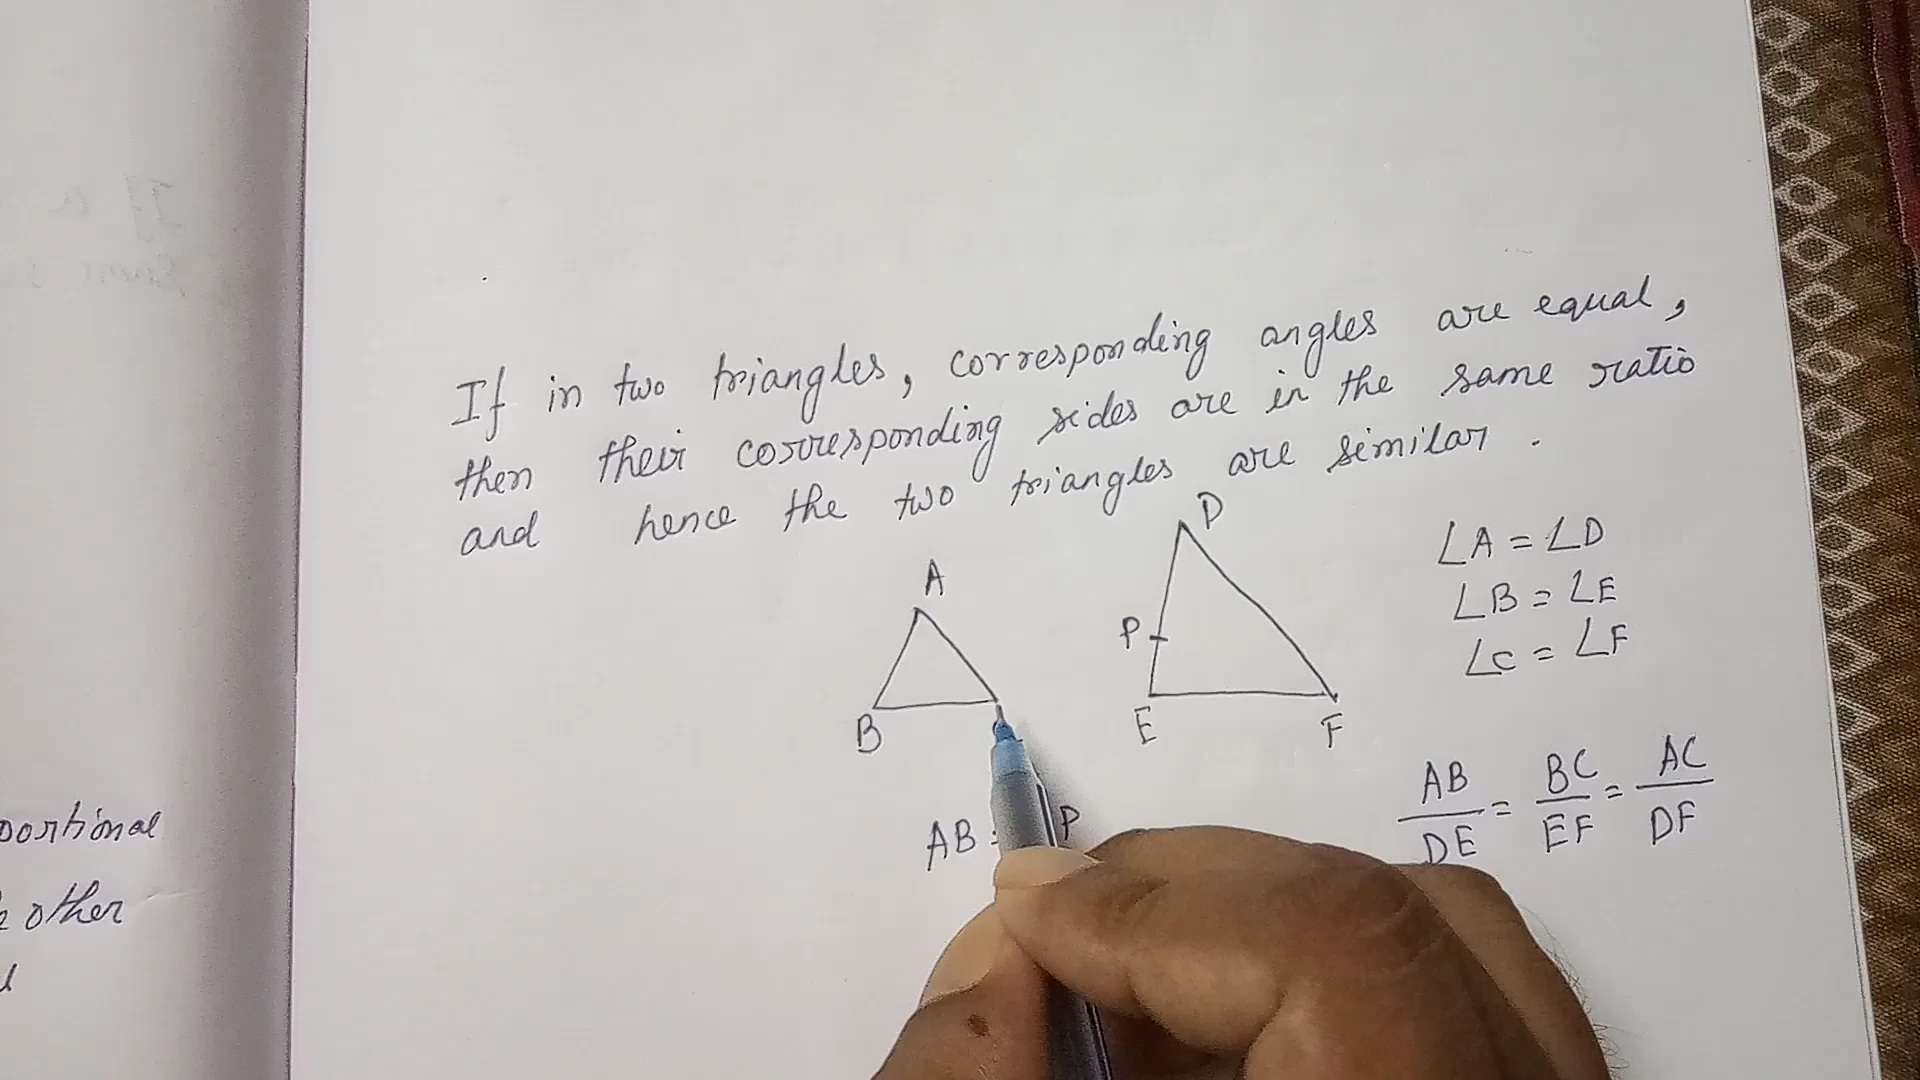 If in two triangles, corresponding angles are equal,
then their corresponding sides are in the same ratio
and hence the two triangles are similar.
A
B
D
P
E
F
∠A = ∠D
∠B = ∠E
∠C = ∠F
AB/DE = BC/EF = AC/DF
AB = P
other